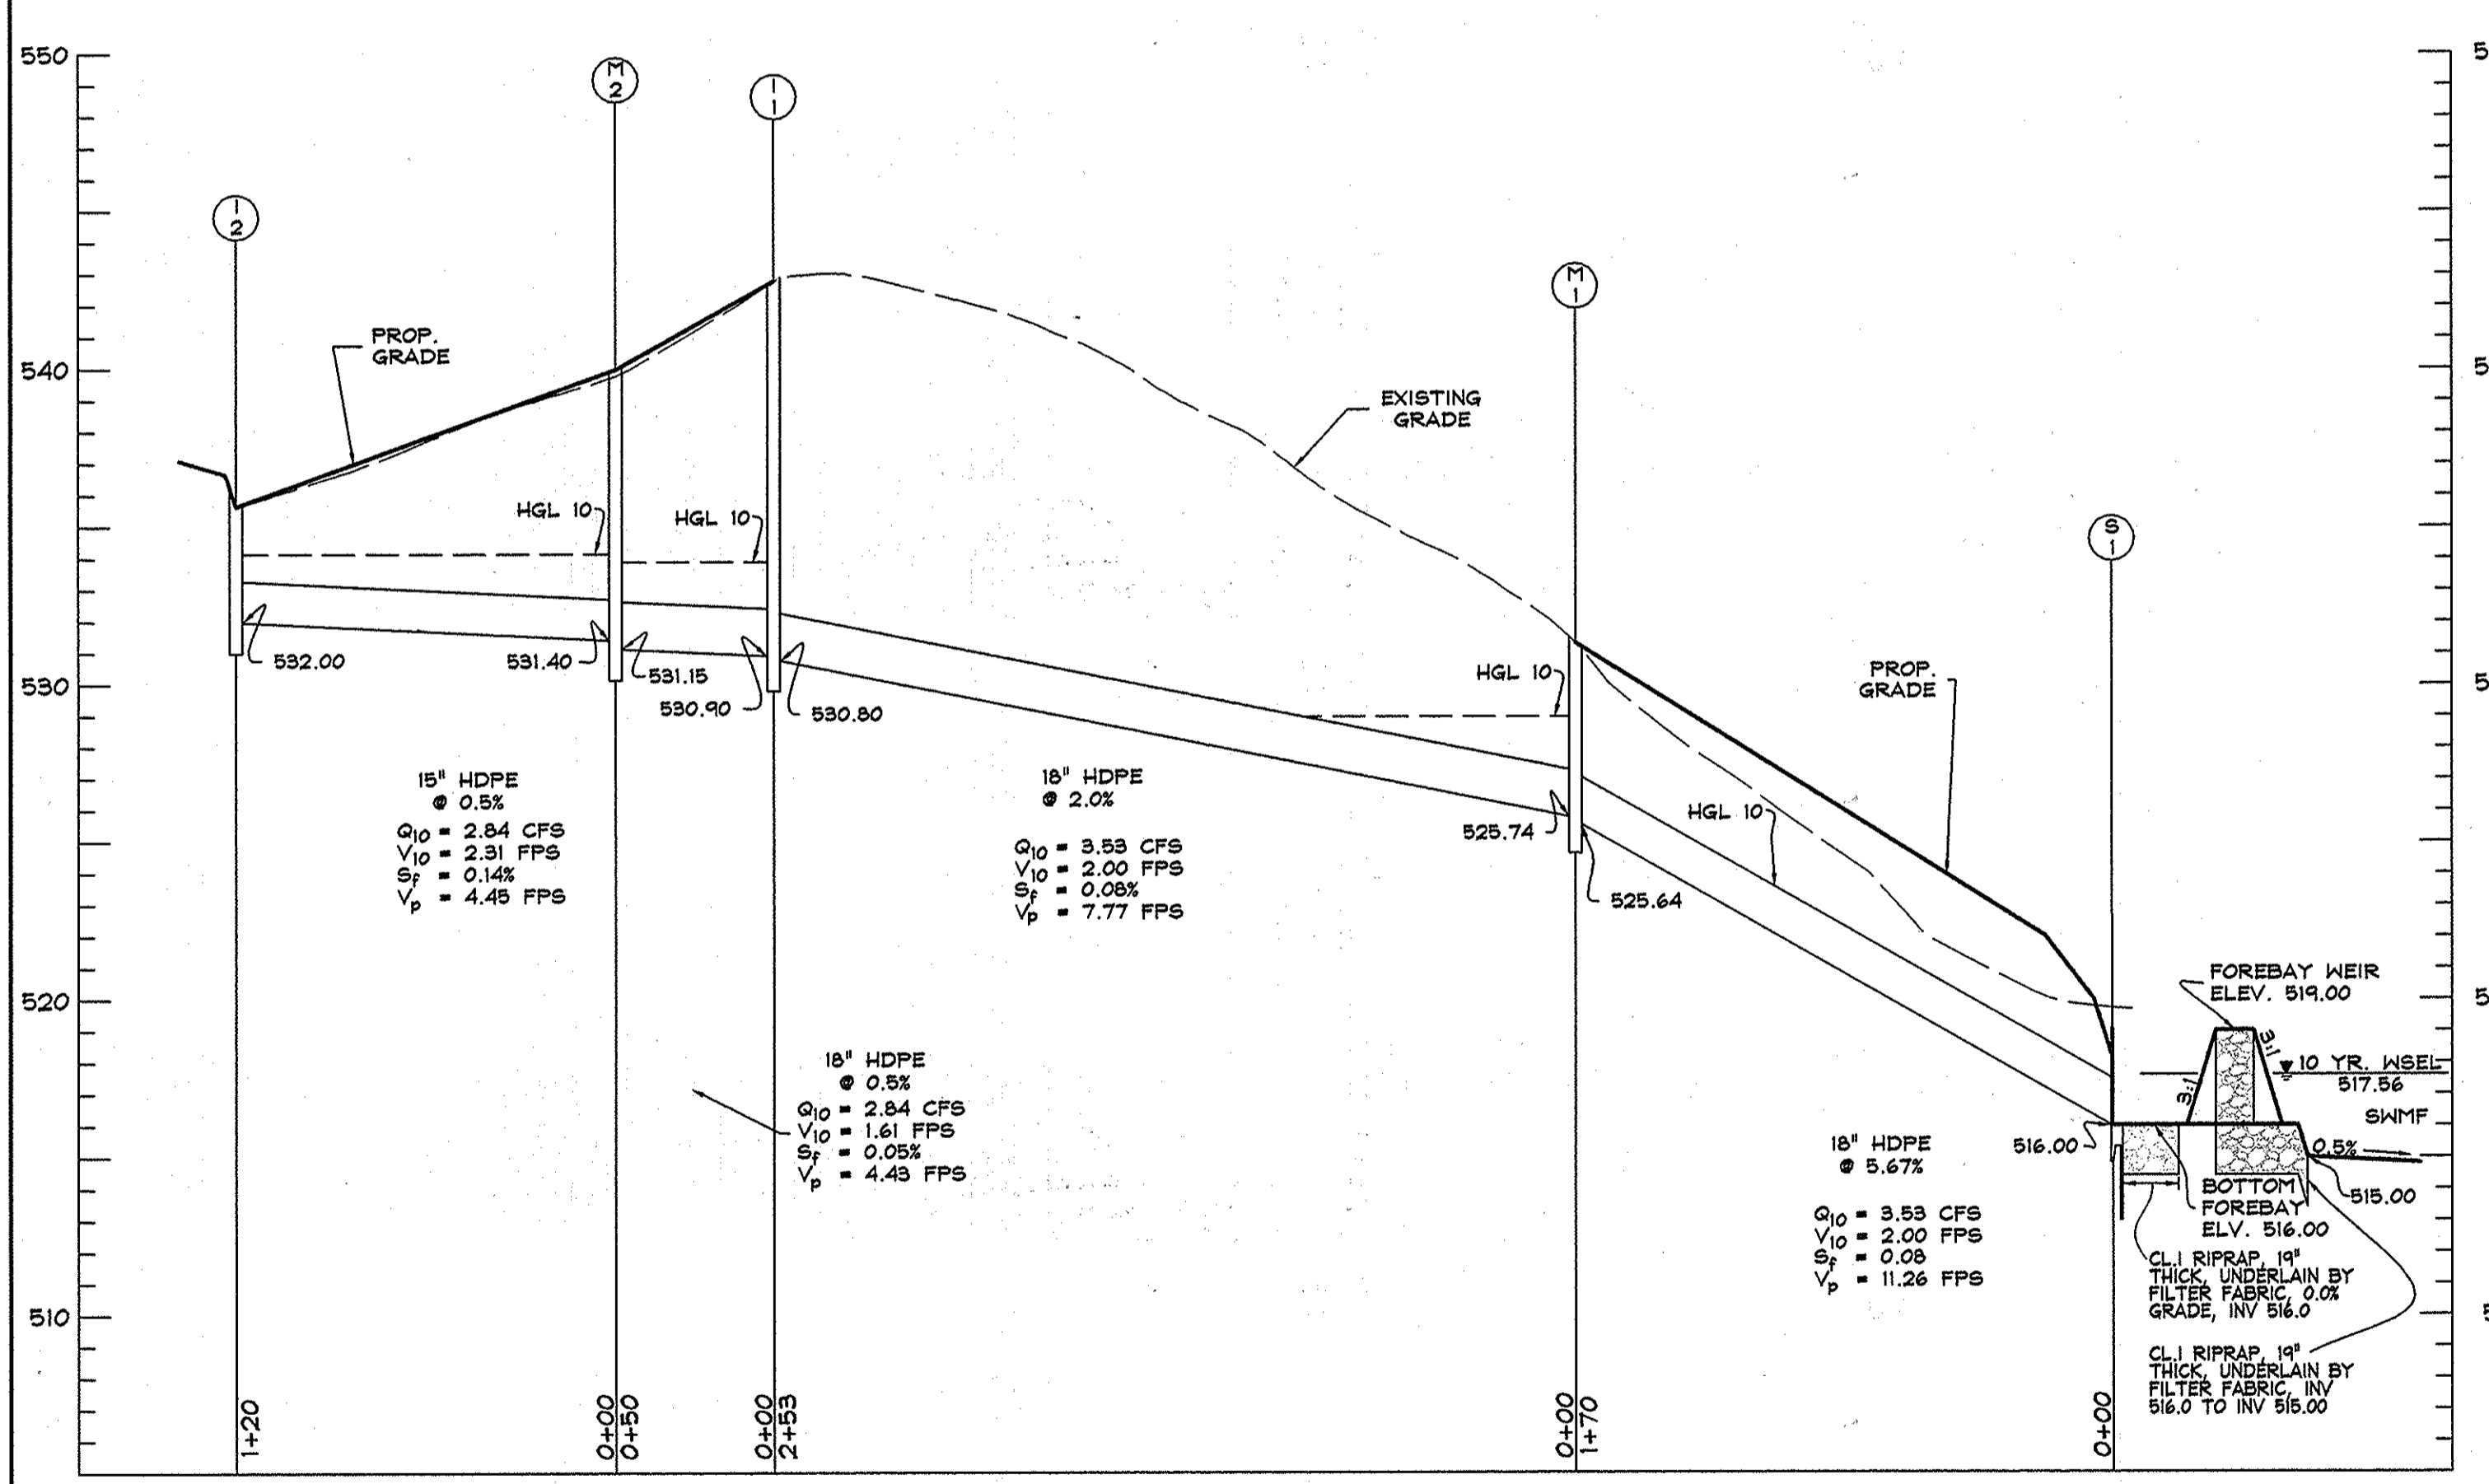 550
540
530
520
510
5
5
5
5
5
I
2
M
2
I
1
M
1
S
1
PROP.
GRADE
HGL 10
HGL 10
EXISTING
GRADE
HGL 10
PROP.
GRADE
HGL 10
532.00
531.40
531.15
530.90
530.80
525.74
525.64
516.00
15" HDPE
@ 0.5%
Q10 = 2.84 CFS
V10 = 2.31 FPS
Sf = 0.14%
Vp = 4.45 FPS
18" HDPE
@ 2.0%
Q10 = 3.53 CFS
V10 = 2.00 FPS
Sf = 0.08%
Vp = 7.77 FPS
18" HDPE
@ 0.5%
Q10 = 2.84 CFS
V10 = 1.61 FPS
Sf = 0.05%
Vp = 4.43 FPS
18" HDPE
@ 5.67%
Q10 = 3.53 CFS
V10 = 2.00 FPS
Sf = 0.08
Vp = 11.26 FPS
FOREBAY WEIR
ELEV. 519.00
3:1
3:1
10 YR. WSEL
517.56
SWMF
0.5%
515.00
BOTTOM
FOREBAY
ELV. 516.00
CL.I RIPRAP, 19"
THICK, UNDERLAIN BY
FILTER FABRIC, 0.0%
GRADE, INV 516.0
CL.I RIPRAP, 19"
THICK, UNDERLAIN BY
FILTER FABRIC, INV
516.0 TO INV 515.00
1+20
0+00
0+50
0+00
2+53
0+00
1+70
0+00